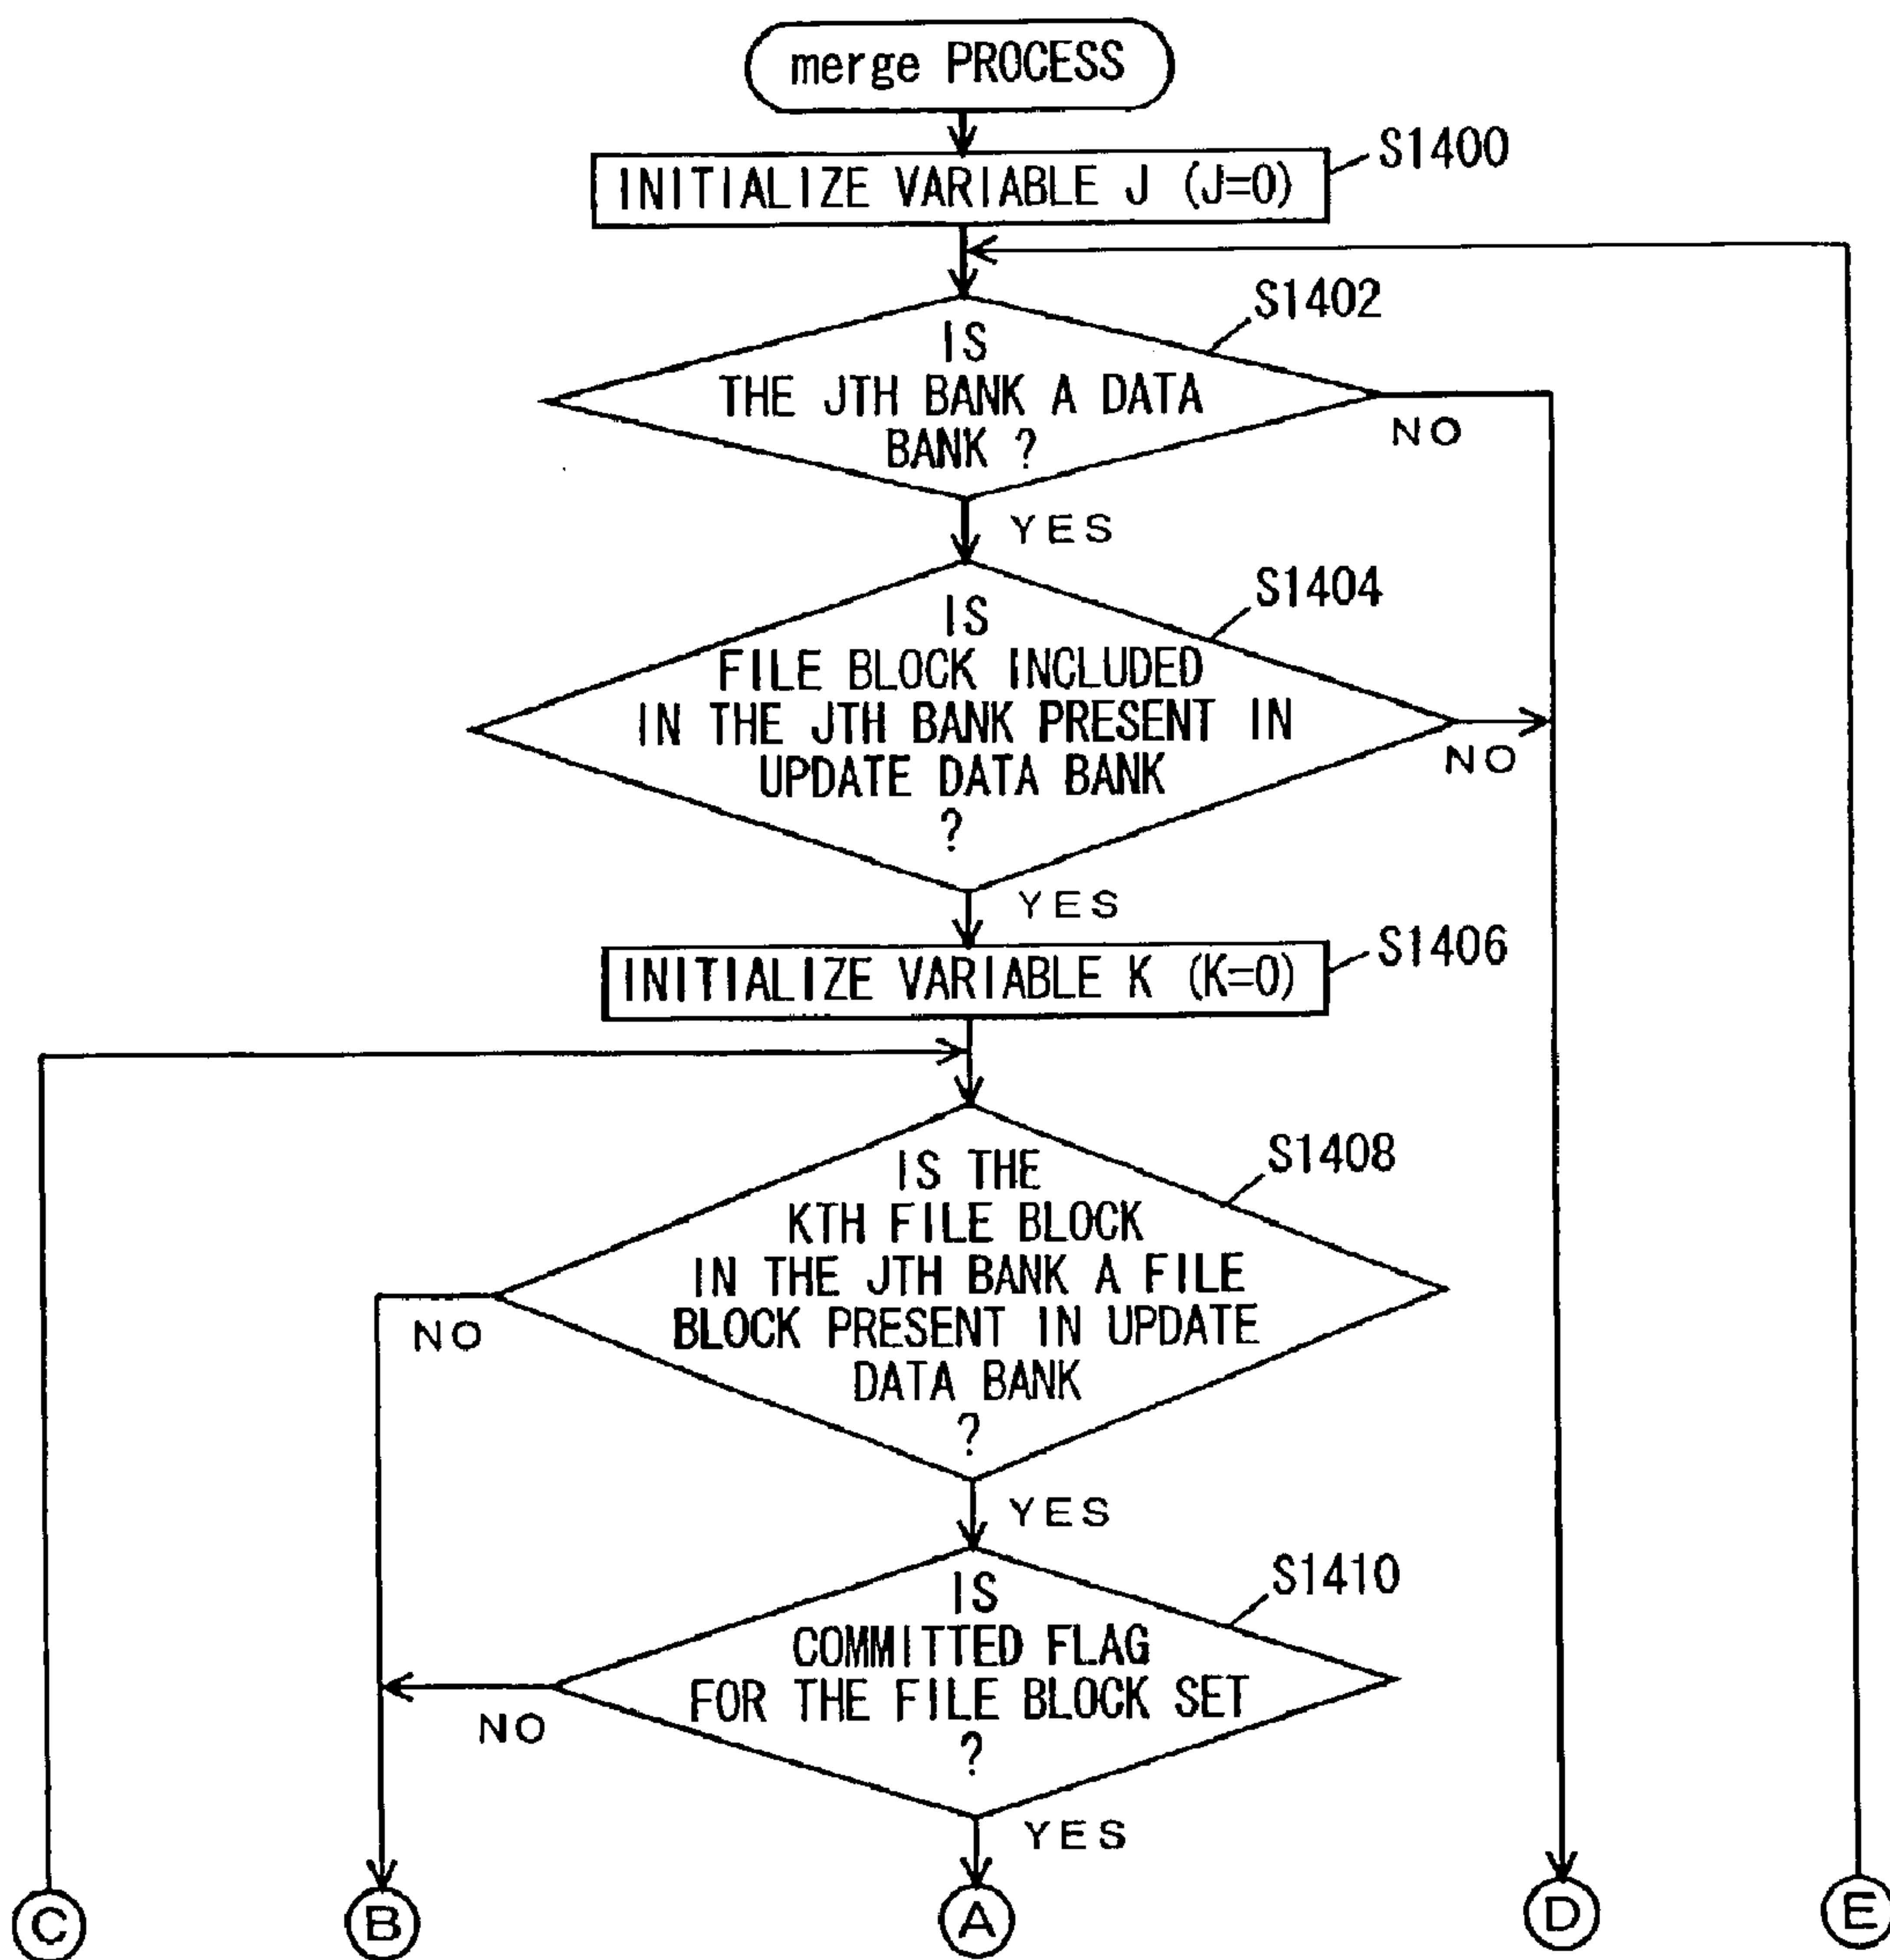 merge PROCESS
S1400
INITIALIZE VARIABLE J (J=0)
S1402
IS
THE JTH BANK A DATA
BANK ?
NO
YES
S1404
IS
FILE BLOCK INCLUDED
IN THE JTH BANK PRESENT IN
UPDATE DATA BANK
?
NO
YES
S1406
INITIALIZE VARIABLE K (K=0)
S1408
IS THE
KTH FILE BLOCK
IN THE JTH BANK A FILE
BLOCK PRESENT IN UPDATE
DATA BANK
?
NO
YES
S1410
IS
COMMITTED FLAG
FOR THE FILE BLOCK SET
?
NO
YES
C
B
A
D
E